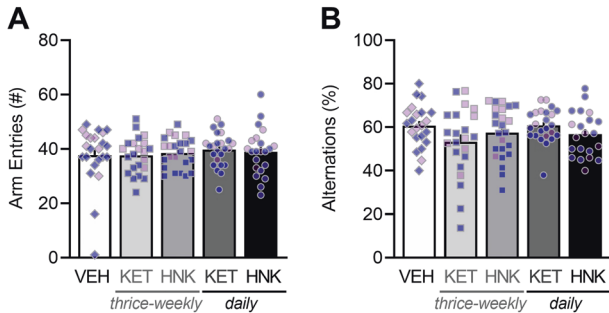 A
B
Arm Entries (#)
80
60
40
20
0
VEH KET HNK KET HNK
thrice-weekly daily
Alternations (%)
100
80
60
40
20
0
VEH KET HNK KET HNK
thrice-weekly daily